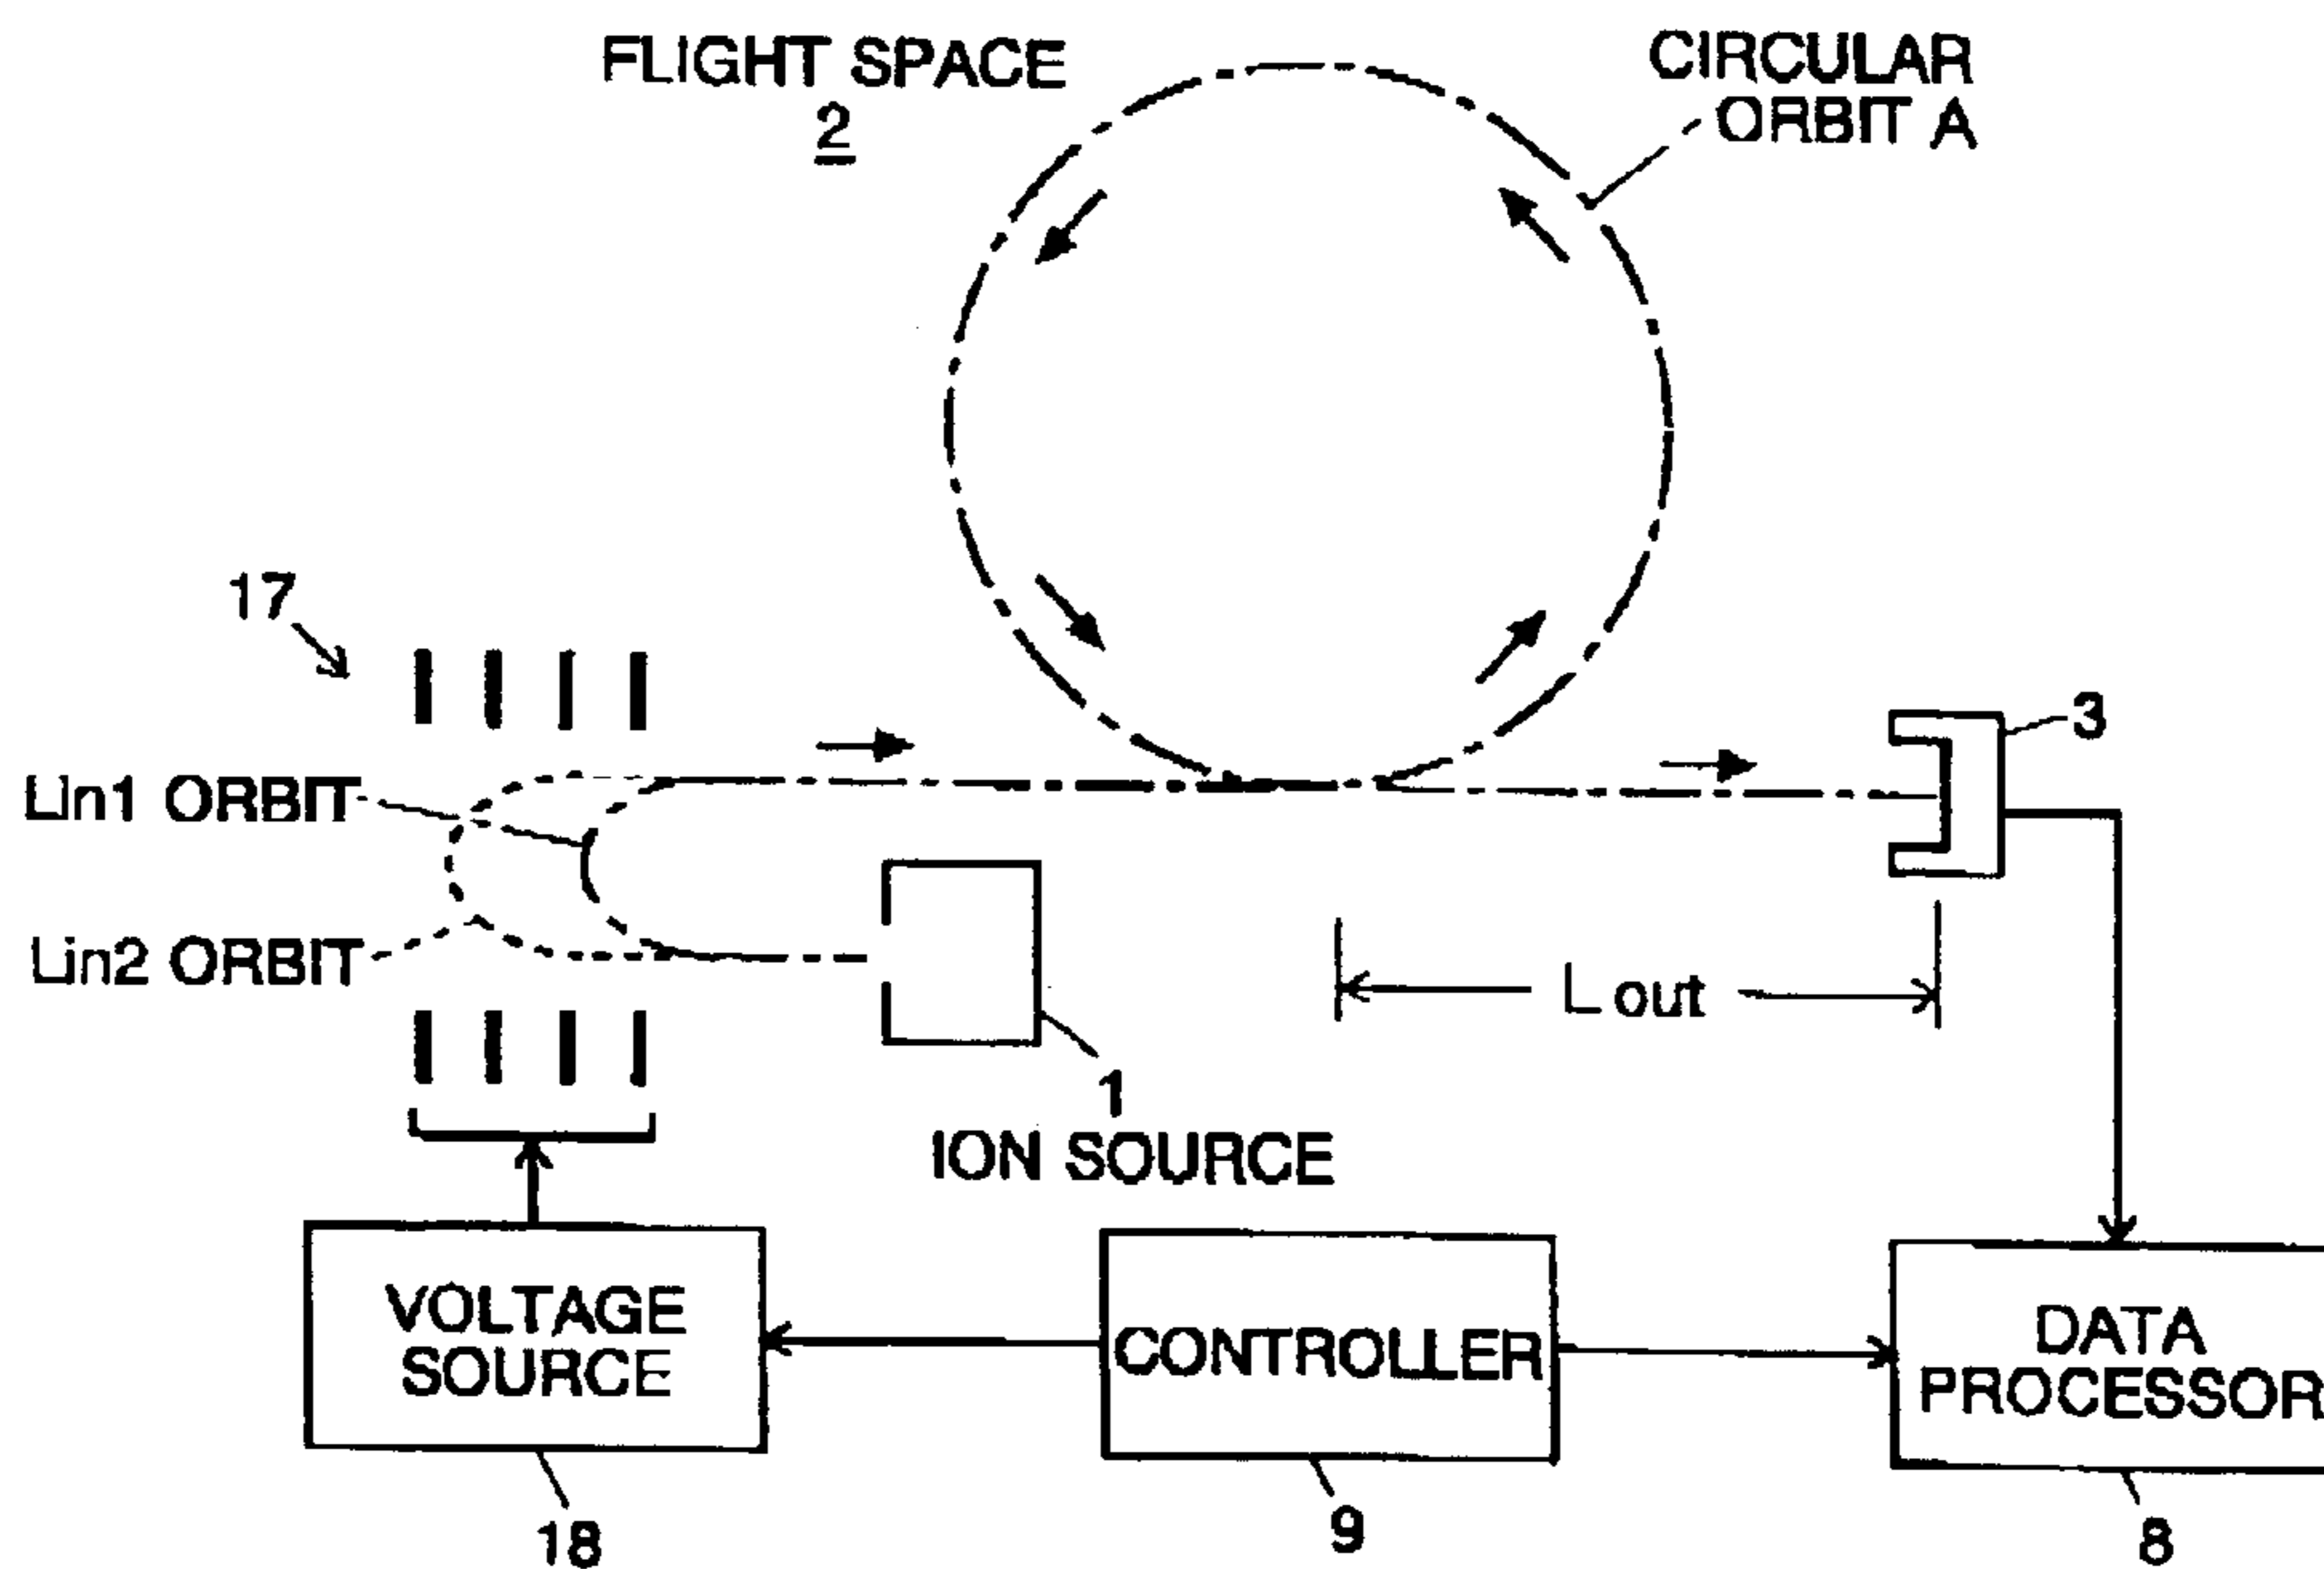 FLIGHT SPACE
2
CIRCULAR
ORBIT A
17
3
Lin1 ORBIT
Lin2 ORBIT
L out
1
ION SOURCE
VOLTAGE
SOURCE
CONTROLLER
DATA
PROCESSOR
18
9
8